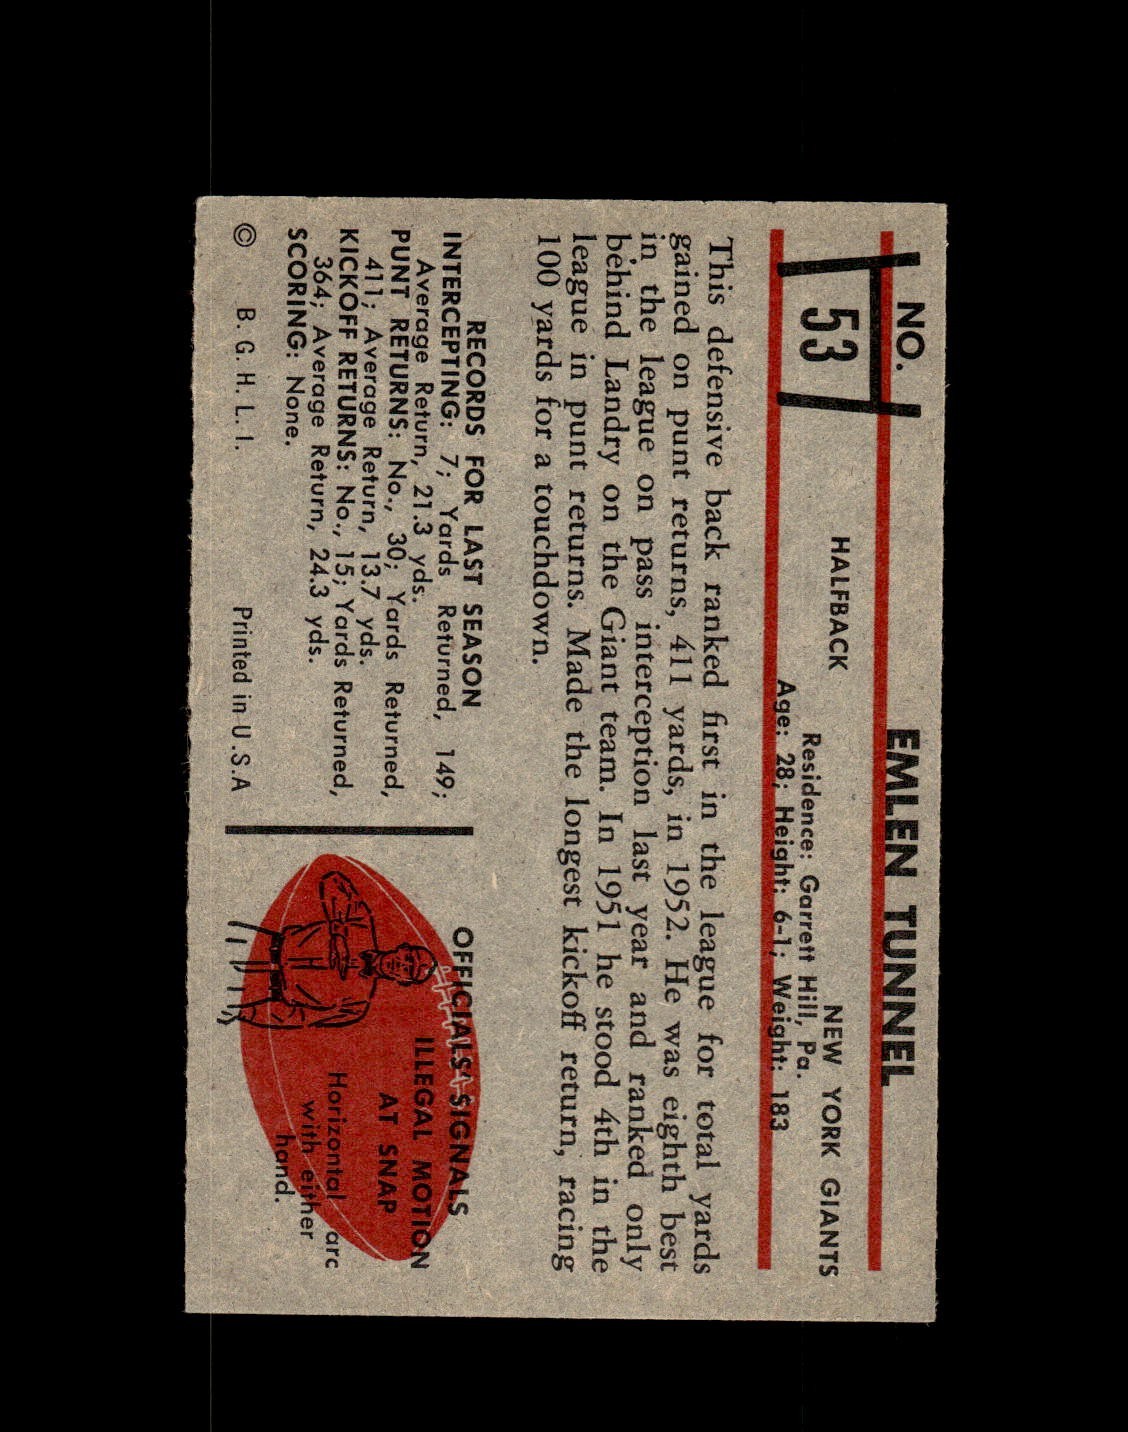 NO.
53
EMLEN TUNNEL
HALFBACK
NEW YORK GIANTS
Residence: Garrett Hill, Pa.
Age: 28; Height: 6-1; Weight: 183
This defensive back ranked first in the league for total yards
gained on punt returns, 411 yards, in 1952. He was eighth best
in the league on pass interception last year and ranked only
behind Landry on the Giant team. In 1951 he stood 4th in the
league in punt returns. Made the longest kickoff return, racing
100 yards for a touchdown.
RECORDS FOR LAST SEASON
INTERCEPTING: 7; Yards Returned, 149;
Average Return, 21.3 yds.
PUNT RETURNS: No., 30; Yards Returned,
411; Average Return, 13.7 yds.
KICKOFF RETURNS: No., 15; Yards Returned,
364; Average Return, 24.3 yds.
SCORING: None.
© B. G. H. L. I.
Printed in U.S.A
OFFICIALS' SIGNALS
ILLEGAL MOTION
AT SNAP
Horizontal arc
with either
hand.